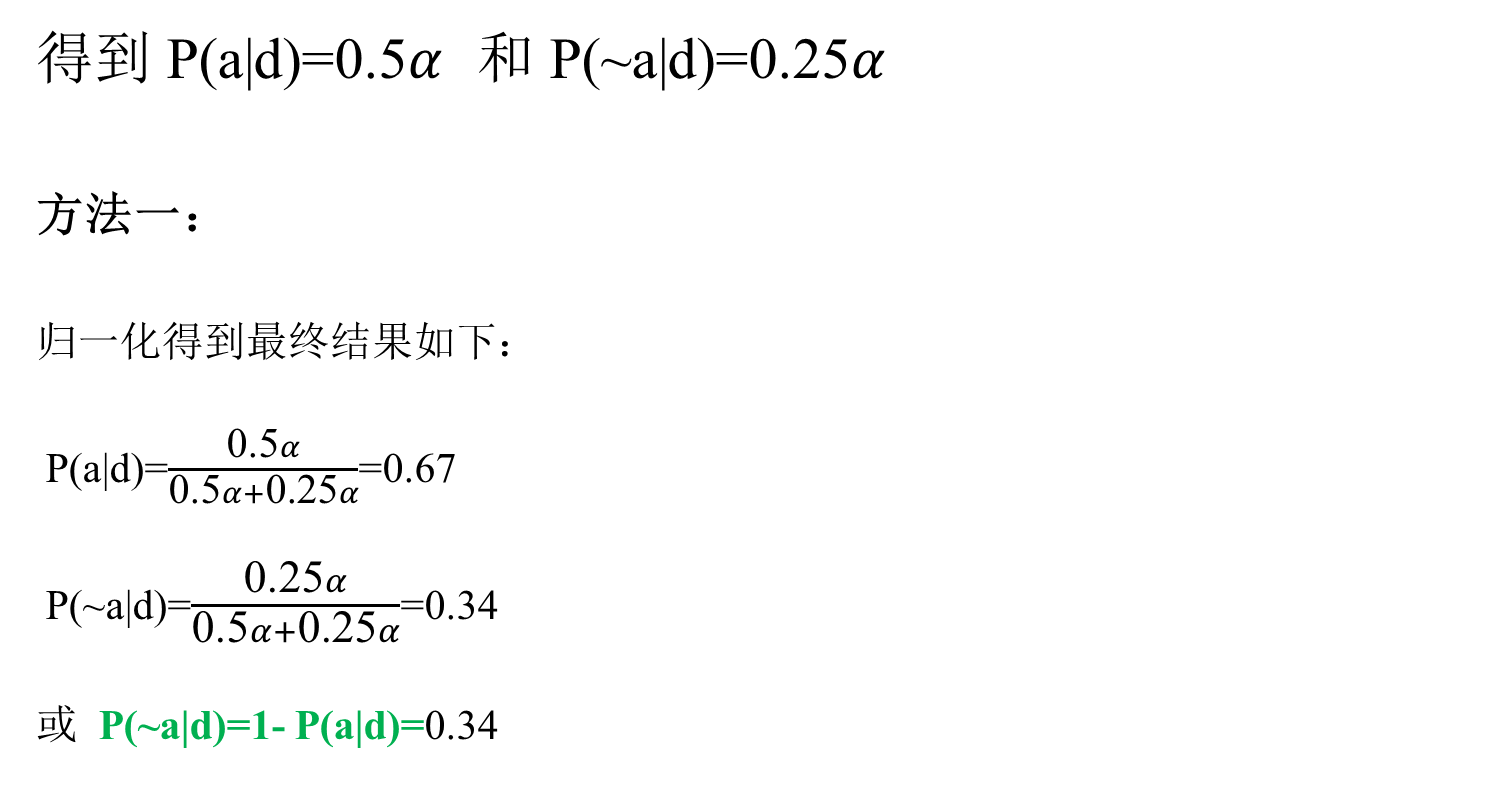 得到 P(a|d)=0.5α 和 P(~a|d)=0.25α
方法一：
归一化得到最终结果如下：
P(a|d)=\frac{0.5α}{0.5α+0.25α}=0.67
P(~a|d)=\frac{0.25α}{0.5α+0.25α}=0.34
或 P(~a|d)=1- P(a|d)=0.34